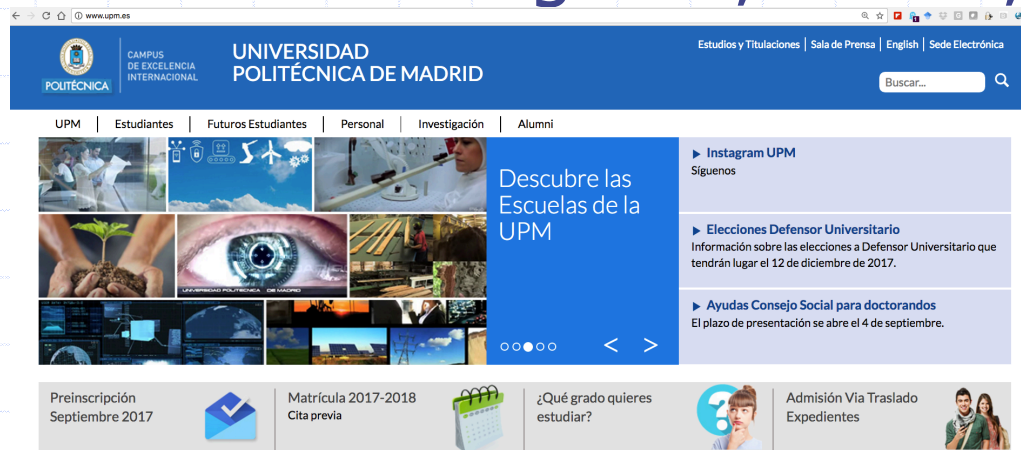 www.upm.es
POLITÉCNICA
CAMPUS
DE EXCELENCIA
INTERNACIONAL
UNIVERSIDAD
POLITÉCNICA DE MADRID
Estudios y Titulaciones | Sala de Prensa | English | Sede Electrónica
Buscar...
UPM | Estudiantes | Futuros Estudiantes | Personal | Investigación | Alumni
UNIVERSIDAD POLITECNICA DE MADRID
Descubre las
Escuelas de la
UPM
< >
Instagram UPM
Síguenos
Elecciones Defensor Universitario
Información sobre las elecciones a Defensor Universitario que
tendrán lugar el 12 de diciembre de 2017.
Ayudas Consejo Social para doctorandos
El plazo de presentación se abre el 4 de septiembre.
Preinscripción
Septiembre 2017
Matrícula 2017-2018
Cita previa
¿Qué grado quieres
estudiar?
Admisión Via Traslado
Expedientes